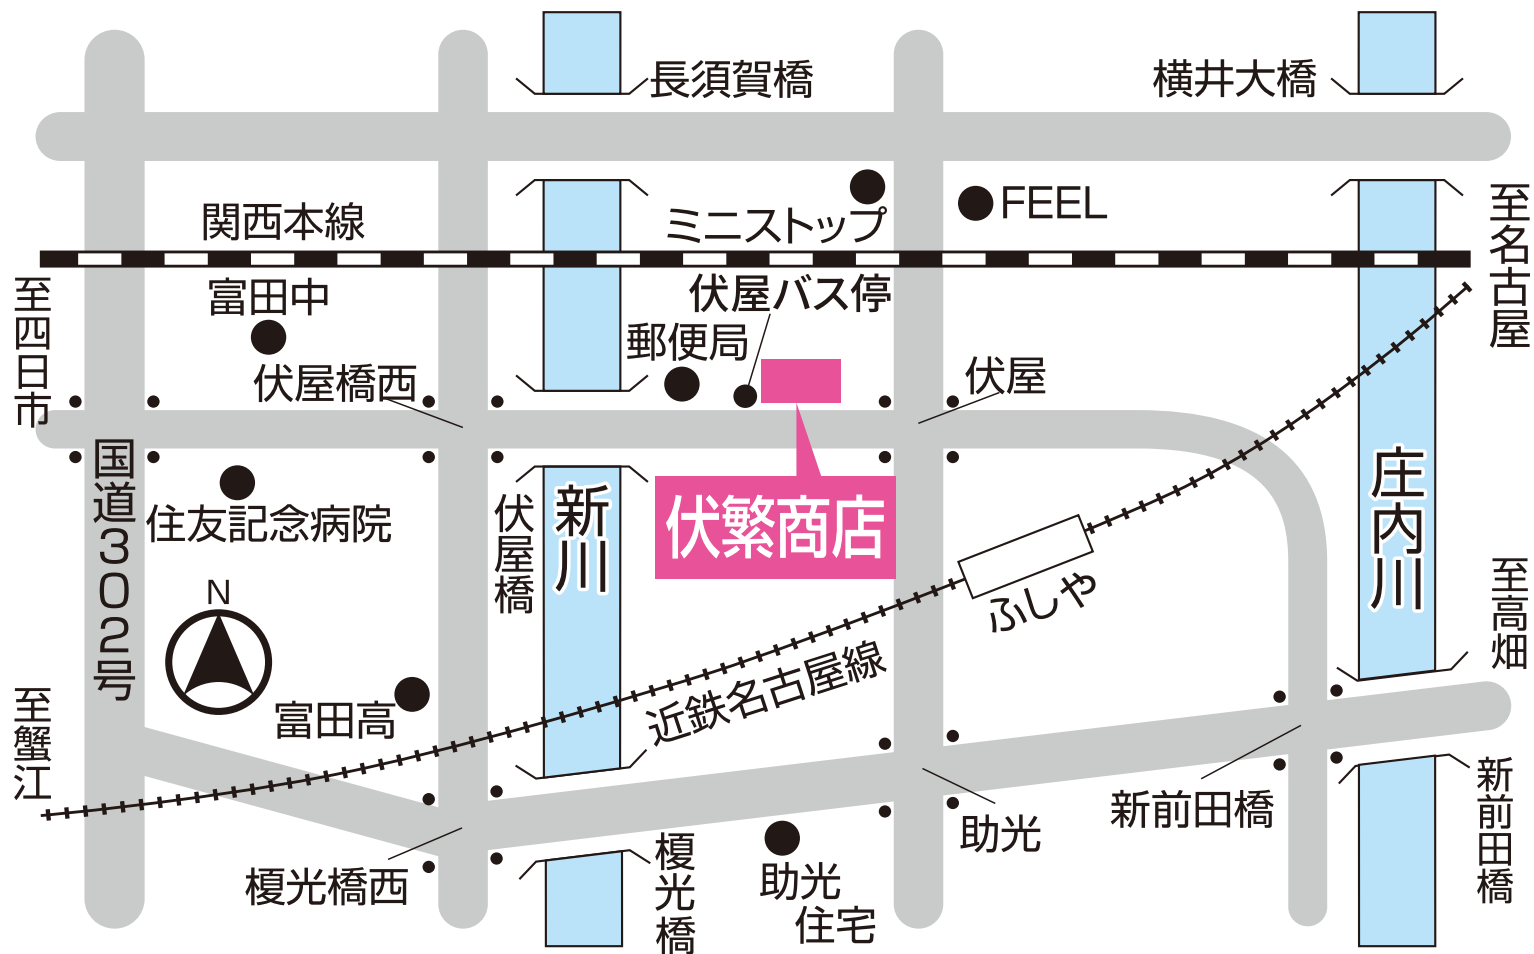 長須賀橋
横井大橋
関西本線
ミニストップ
FEEL
至名古屋
至四日市
富田中
伏屋バス停
郵便局
伏屋橋西
伏屋
国道302号
住友記念病院
伏屋橋
新川
伏繁商店
庄内川
N
ふしや
至高畑
富田高
近鉄名古屋線
至蟹江
新前田橋
新前田橋
助光
榎光橋西
榎光橋
助光
住宅